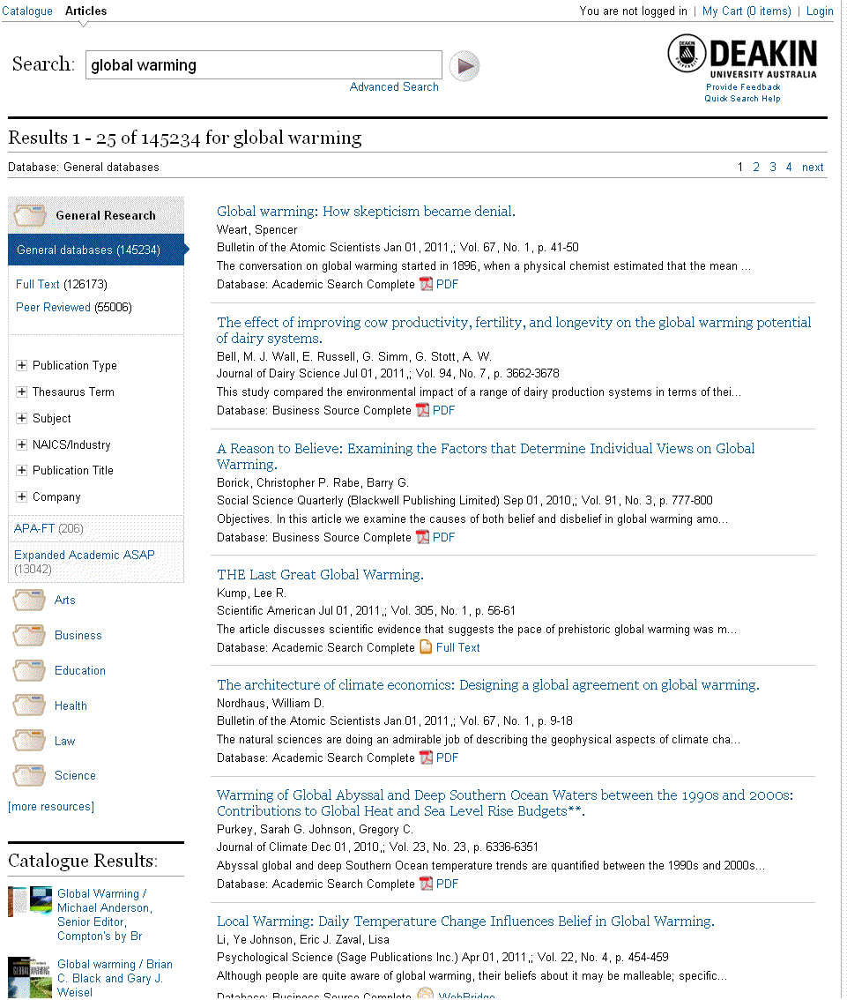 Catalogue Articles You are not logged in | My Cart (0 items) | Login
Search: global warming
Advanced Search
DEAKIN
UNIVERSITY AUSTRALIA
Provide Feedback
Quick Search Help
Results 1 - 25 of 145234 for global warming
Database: General databases 1 2 3 4 next
General Research
General databases (145234)
Full Text (126173)
Peer Reviewed (55006)
Publication Type
Thesaurus Term
Subject
NAICS/Industry
Publication Title
Company
APA-FT (206)
Expanded Academic ASAP
(13042)
Arts
Business
Education
Health
Law
Science
[more resources]
Catalogue Results:
Global Warming /
Michael Anderson,
Senior Editor,
Compton's by Br
Global warming / Brian
C. Black and Gary J.
Weisel
Global warming: How skepticism became denial.
Weart, Spencer
Bulletin of the Atomic Scientists Jan 01, 2011,; Vol. 67, No. 1, p. 41-50
The conversation on global warming started in 1896, when a physical chemist estimated that the mean ...
Database: Academic Search Complete PDF
The effect of improving cow productivity, fertility, and longevity on the global warming potential
of dairy systems.
Bell, M. J. Wall, E. Russell, G. Simm, G. Stott, A. W.
Journal of Dairy Science Jul 01, 2011,; Vol. 94, No. 7, p. 3662-3678
This study compared the environmental impact of a range of dairy production systems in terms of thei...
Database: Business Source Complete PDF
A Reason to Believe: Examining the Factors that Determine Individual Views on Global
Warming.
Borick, Christopher P. Rabe, Barry G.
Social Science Quarterly (Blackwell Publishing Limited) Sep 01, 2010,; Vol. 91, No. 3, p. 777-800
Objectives. In this article we examine the causes of both belief and disbelief in global warming amo...
Database: Business Source Complete PDF
THE Last Great Global Warming.
Kump, Lee R.
Scientific American Jul 01, 2011,; Vol. 305, No. 1, p. 56-61
The article discusses scientific evidence that suggests the pace of prehistoric global warming was m...
Database: Academic Search Complete Full Text
The architecture of climate economics: Designing a global agreement on global warming.
Nordhaus, William D.
Bulletin of the Atomic Scientists Jan 01, 2011,; Vol. 67, No. 1, p. 9-18
The natural sciences are doing an admirable job of describing the geophysical aspects of climate cha...
Database: Academic Search Complete PDF
Warming of Global Abyssal and Deep Southern Ocean Waters between the 1990s and 2000s:
Contributions to Global Heat and Sea Level Rise Budgets**.
Purkey, Sarah G. Johnson, Gregory C.
Journal of Climate Dec 01, 2010,; Vol. 23, No. 23, p. 6336-6351
Abyssal global and deep Southern Ocean temperature trends are quantified between the 1990s and 2000s...
Database: Academic Search Complete PDF
Local Warming: Daily Temperature Change Influences Belief in Global Warming.
Li, Ye Johnson, Eric J. Zaval, Lisa
Psychological Science (Sage Publications Inc.) Apr 01, 2011,; Vol. 22, No. 4, p. 454-459
Although people are quite aware of global warming, their beliefs about it may be malleable; specific...
Database: Business Source Complete WebBridge